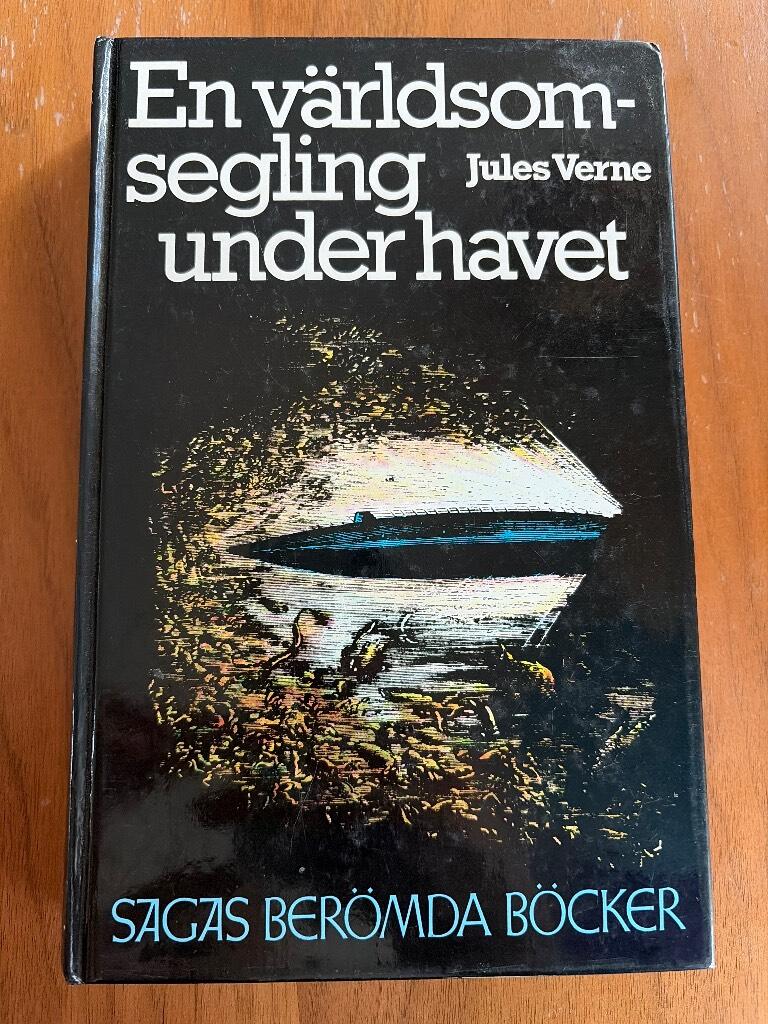 En världsom-
segling Jules Verne
under havet
SAGAS BERÖMDA BÖCKER